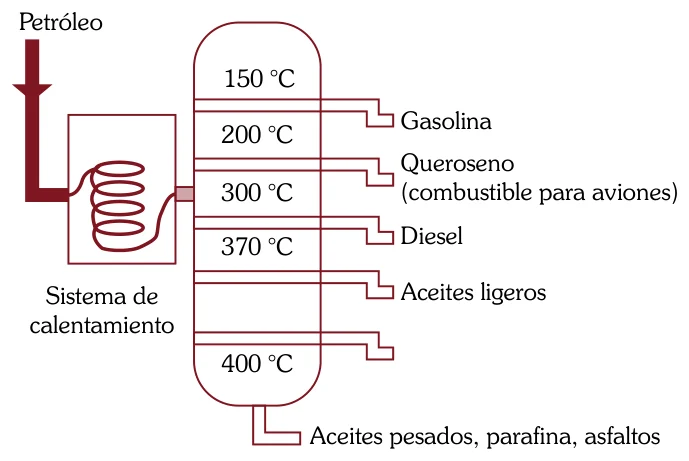 Petróleo
150 °C
Gasolina
200 °C
Queroseno
(combustible para aviones)
300 °C
Diesel
370 °C
Aceites ligeros
Sistema de
calentamiento
400 °C
Aceites pesados, parafina, asfaltos